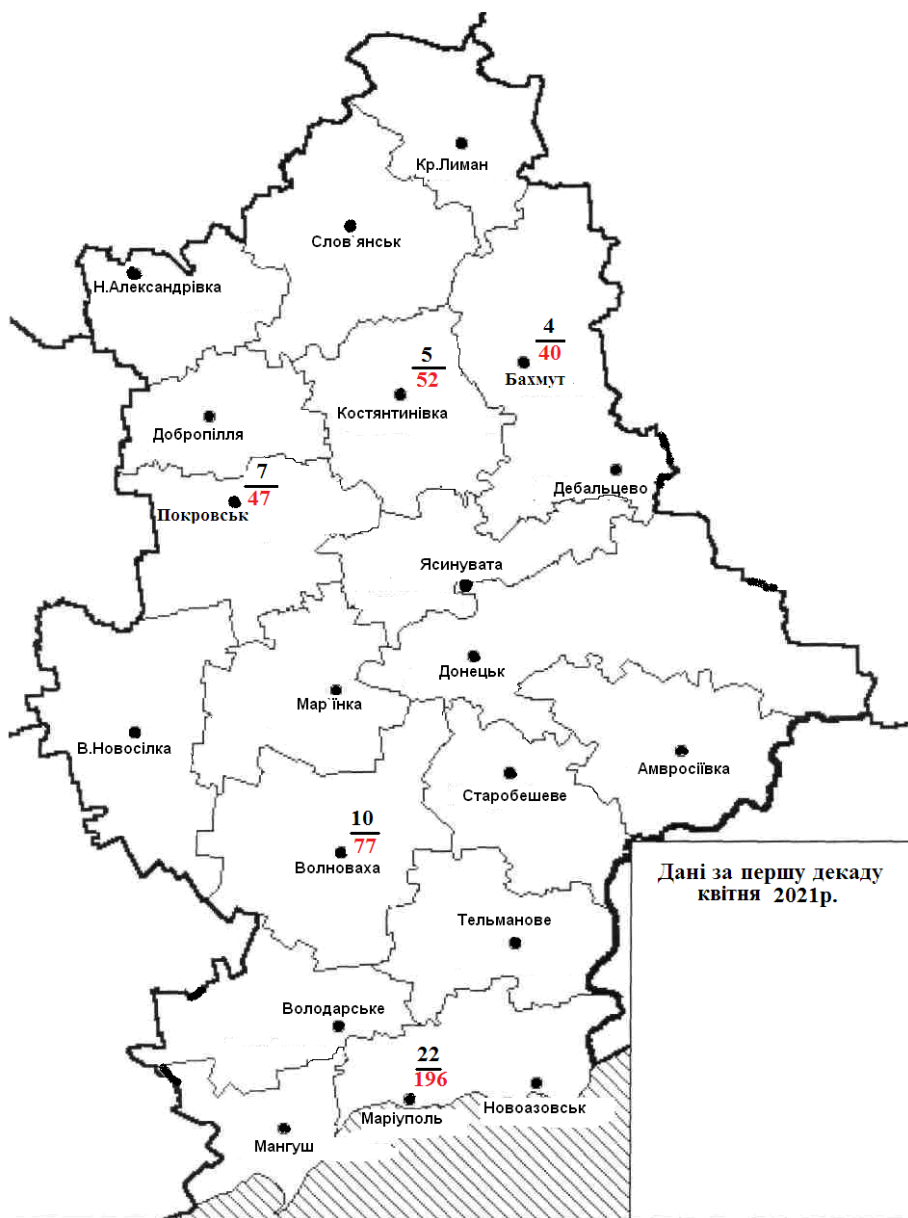 Кр.Лиман
Слов`янськ
Н.Александрівка
4
40
Бахмут
5
52
Костянтинівка
Добропілля
7
47
Покровськ
Дебальцево
Ясинувата
Донецьк
Мар`їнка
В.Новосілка
Амвросіївка
Старобешеве
10
77
Волноваха
Дані за першу декаду
квітня 2021р.
Тельманове
Володарське
22
196
Маріуполь
Новоазовськ
Мангуш